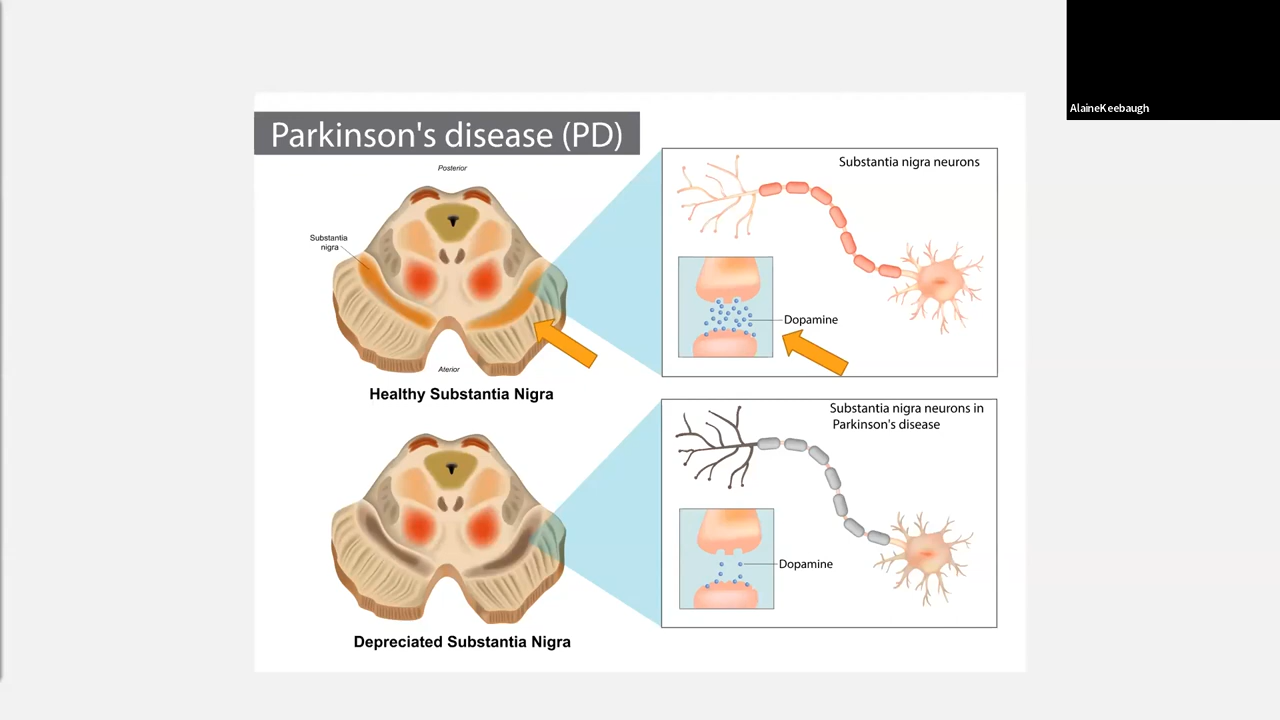 AlaineKeebaugh
Parkinson's disease (PD)
Posterior
Substantia
nigra
Aterior
Healthy Substantia Nigra
Substantia nigra neurons
Dopamine
Depreciated Substantia Nigra
Substantia nigra neurons in
Parkinson's disease
Dopamine